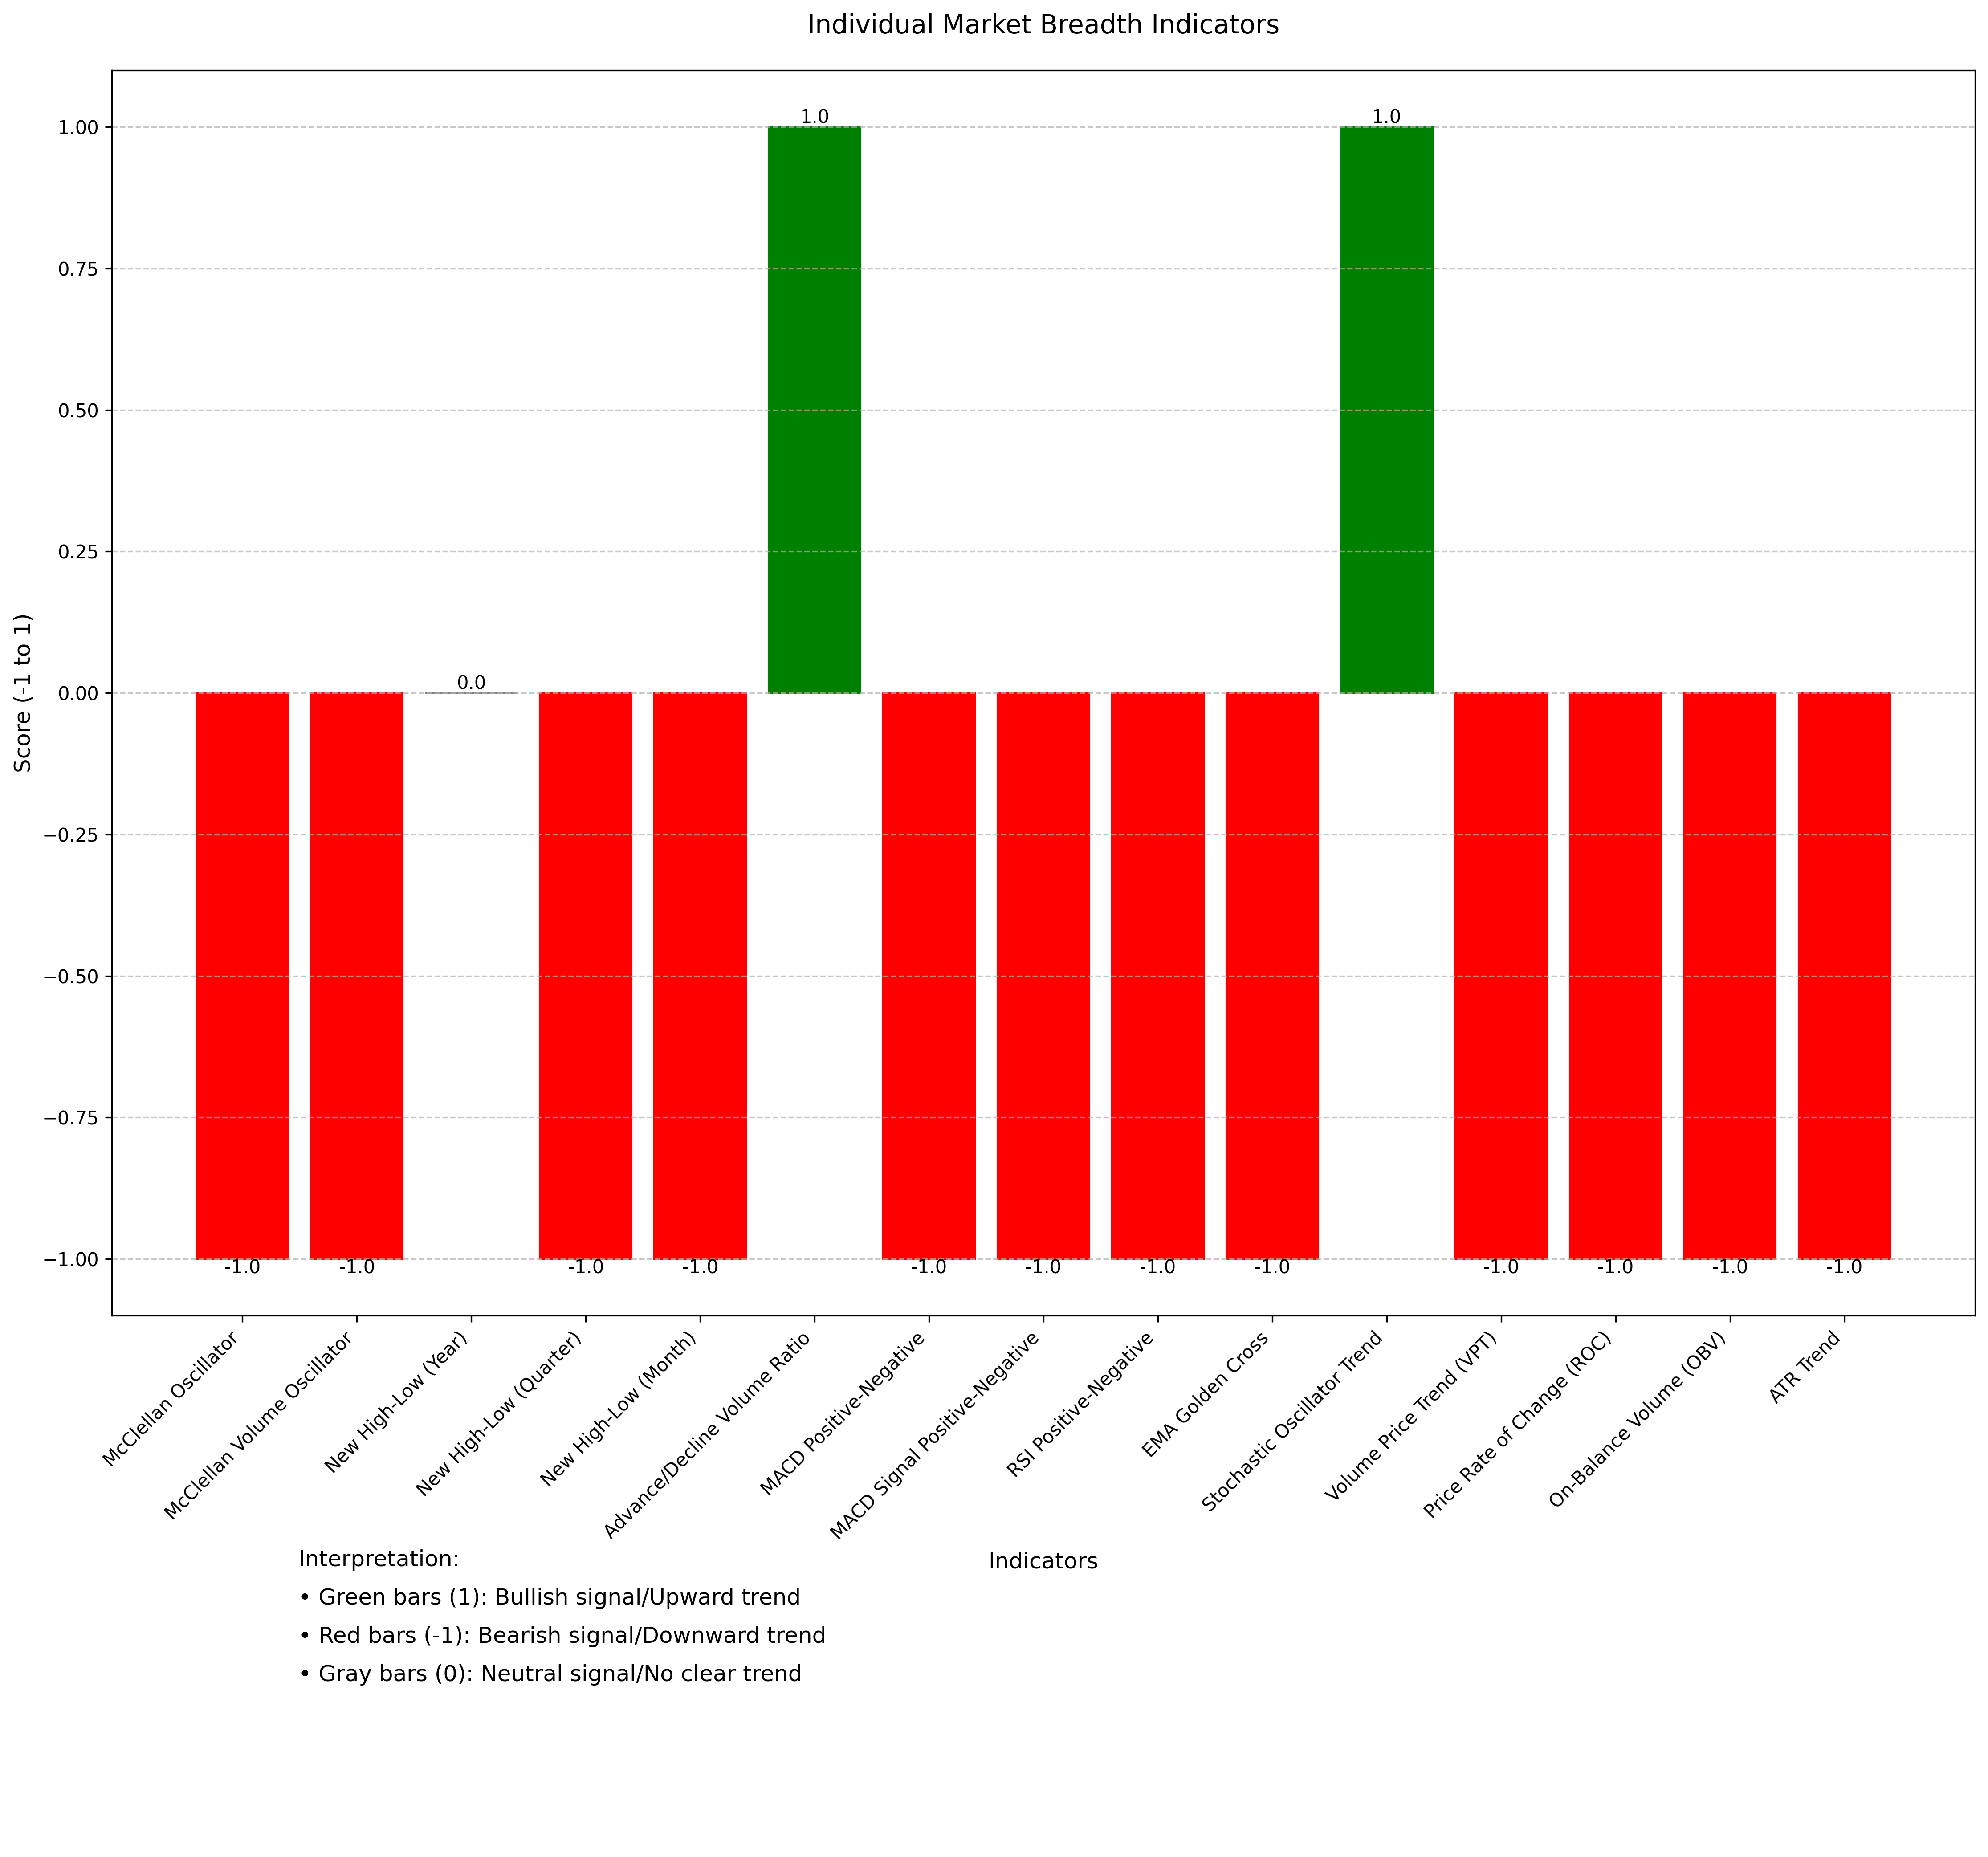 Individual Market Breadth Indicators
1.0 1.0
1.00
0.75
0.50
0.25
0.0
0.00
−0.25
−0.50
−0.75
−1.00
-1.0 -1.0 -1.0 -1.0 -1.0 -1.0 -1.0 -1.0 -1.0 -1.0 -1.0 -1.0
Score (-1 to 1)
McClellan Oscillator
McClellan Volume Oscillator
New High-Low (Year)
New High-Low (Quarter)
New High-Low (Month)
Advance/Decline Volume Ratio
MACD Positive-Negative
MACD Signal Positive-Negative
RSI Positive-Negative
EMA Golden Cross
Stochastic Oscillator Trend
Volume Price Trend (VPT)
Price Rate of Change (ROC)
On-Balance Volume (OBV)
ATR Trend
Indicators
Interpretation:
• Green bars (1): Bullish signal/Upward trend
• Red bars (-1): Bearish signal/Downward trend
• Gray bars (0): Neutral signal/No clear trend